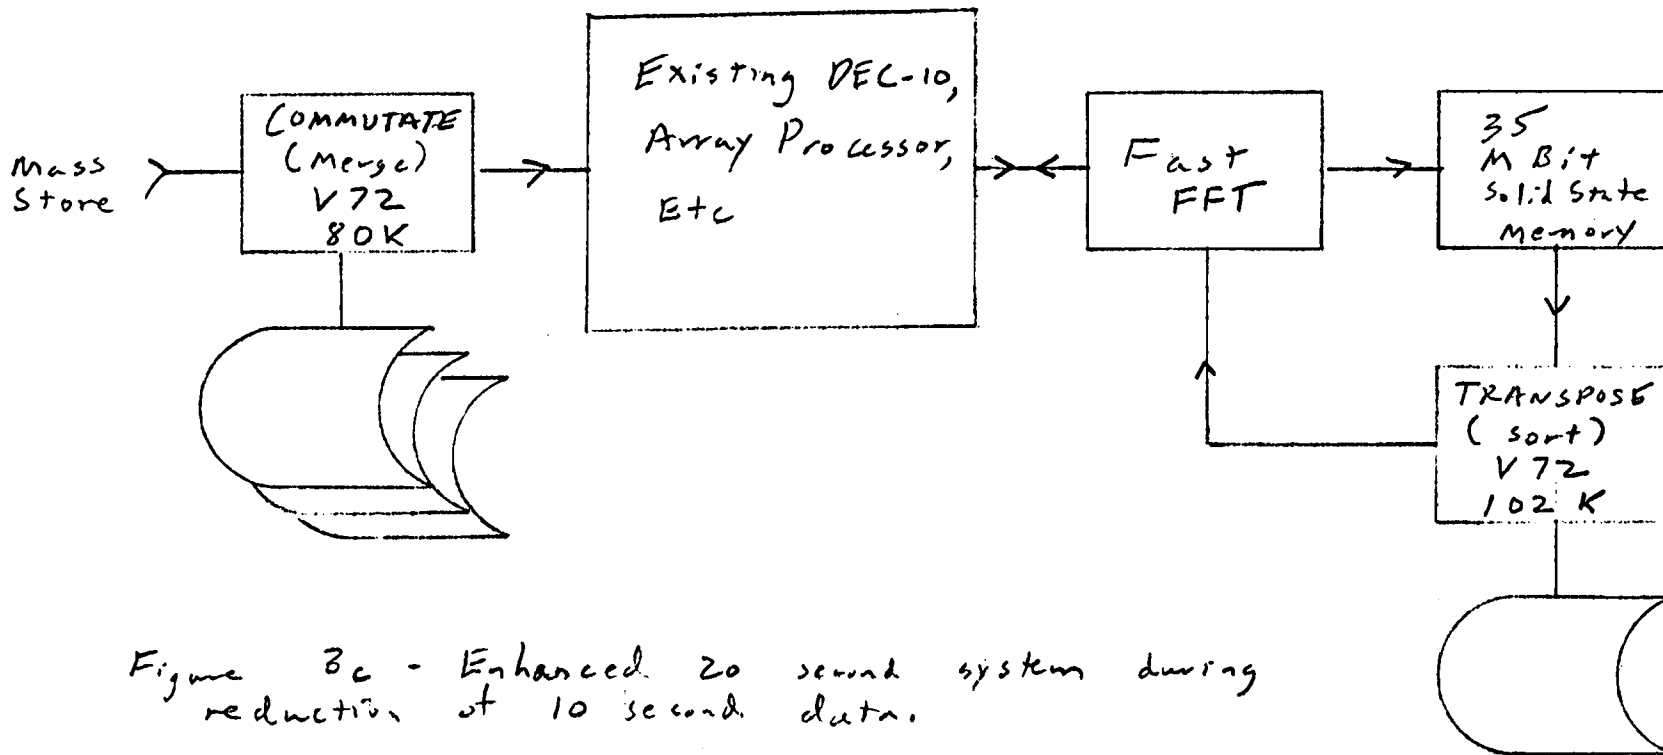 Mass
Store
COMMUTATE
(Merge)
V72
80K
Existing DEC-10,
Array Processor,
Etc
Fast
FFT
35
M Bit
Solid State
Memory
TRANSPOSE
(sort)
V72
102 K
Figure 3c - Enhanced 20 second system during
reduction of 10 second data.